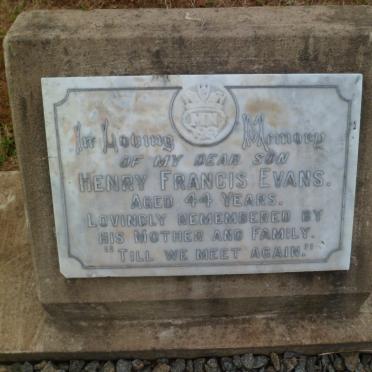 MN
In Loving Memory
OF MY DEAR SON
HENRY FRANCIS EVANS.
AGED 44 YEARS.
LOVINGLY REMEMBERED BY
HIS MOTHER AND FAMILY.
"TILL WE MEET AGAIN."